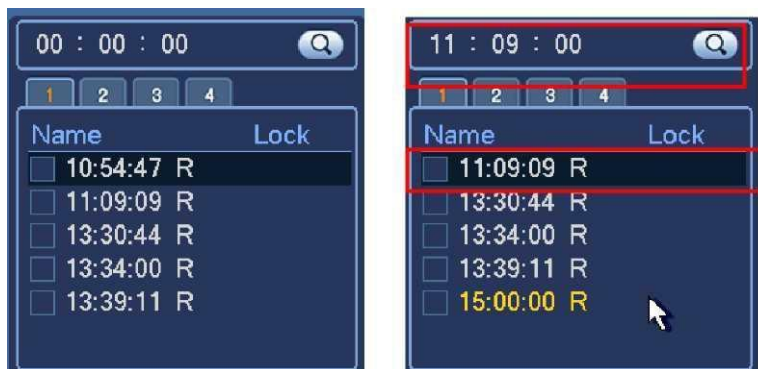 00 : 00 : 00
1 2 3 4
Name Lock
10:54:47 R
11:09:09 R
13:30:44 R
13:34:00 R
13:39:11 R
11 : 09 : 00
1 2 3 4
Name Lock
11:09:09 R
13:30:44 R
13:34:00 R
13:39:11 R
15:00:00 R